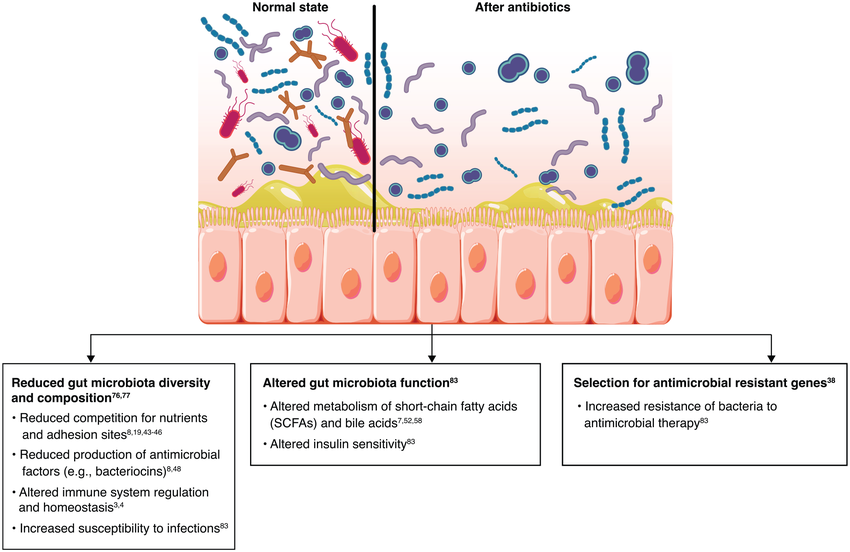 Normal state
After antibiotics
Reduced gut microbiota diversity
and composition76,77
• Reduced competition for nutrients
and adhesion sites8,19,43-46
• Reduced production of antimicrobial
factors (e.g., bacteriocins)8,48
• Altered immune system regulation
and homeostasis3,4
• Increased susceptibility to infections83
Altered gut microbiota function83
• Altered metabolism of short-chain fatty acids
(SCFAs) and bile acids7,52,58
• Altered insulin sensitivity83
Selection for antimicrobial resistant genes38
• Increased resistance of bacteria to
antimicrobial therapy83